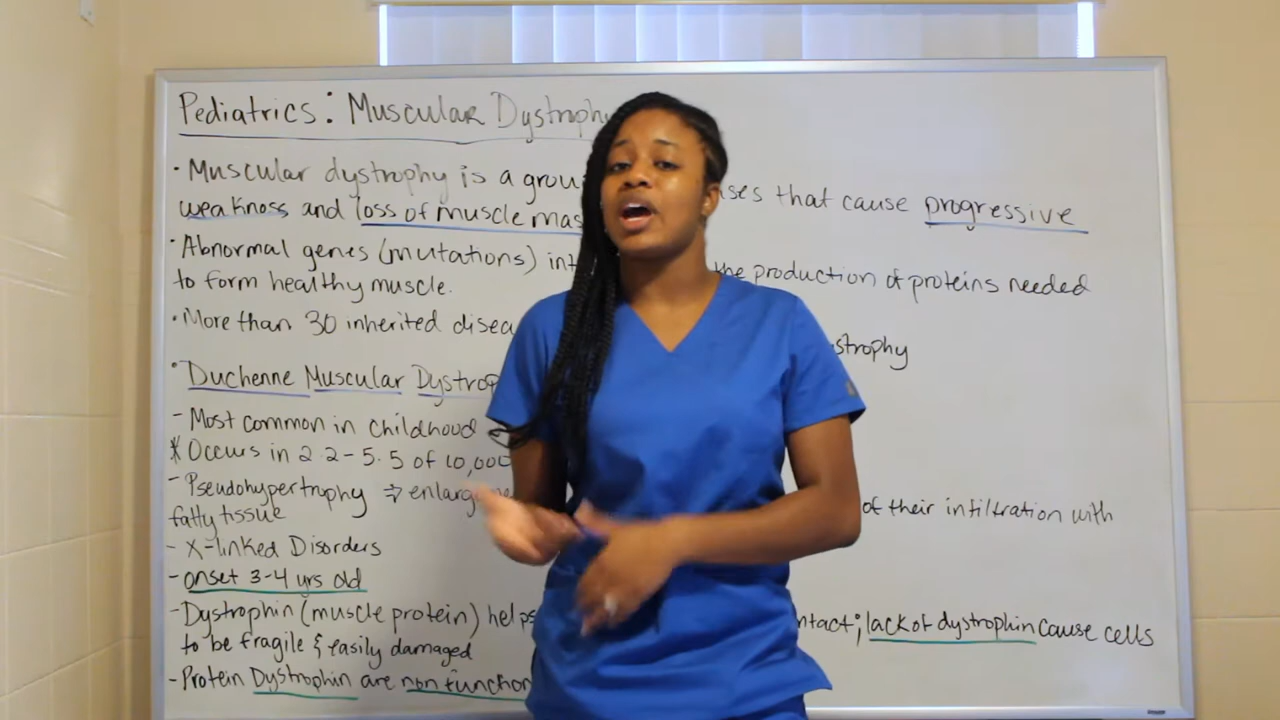 Pediatrics: Muscular Dystrophy
• Muscular dystrophy is a grou ses that cause progressive
weakness and loss of muscle mas
• Abnormal genes (mutations) int the production of proteins needed
to form healthy muscle.
• More than 30 inherited disea strophy
• Duchenne Muscular Dystrop
- Most common in childhood
* Occurs in 2.2-5.5 of 10,000
- Pseudohypertrophy ⇒ enlarg of their infiltration with
fatty tissue
- X-linked Disorders
- onset 3-4 yrs old
- Dystrophin (muscle protein) helps ntact; lack of dystrophin cause cells
to be fragile & easily damaged
- Protein Dystrophin are non function